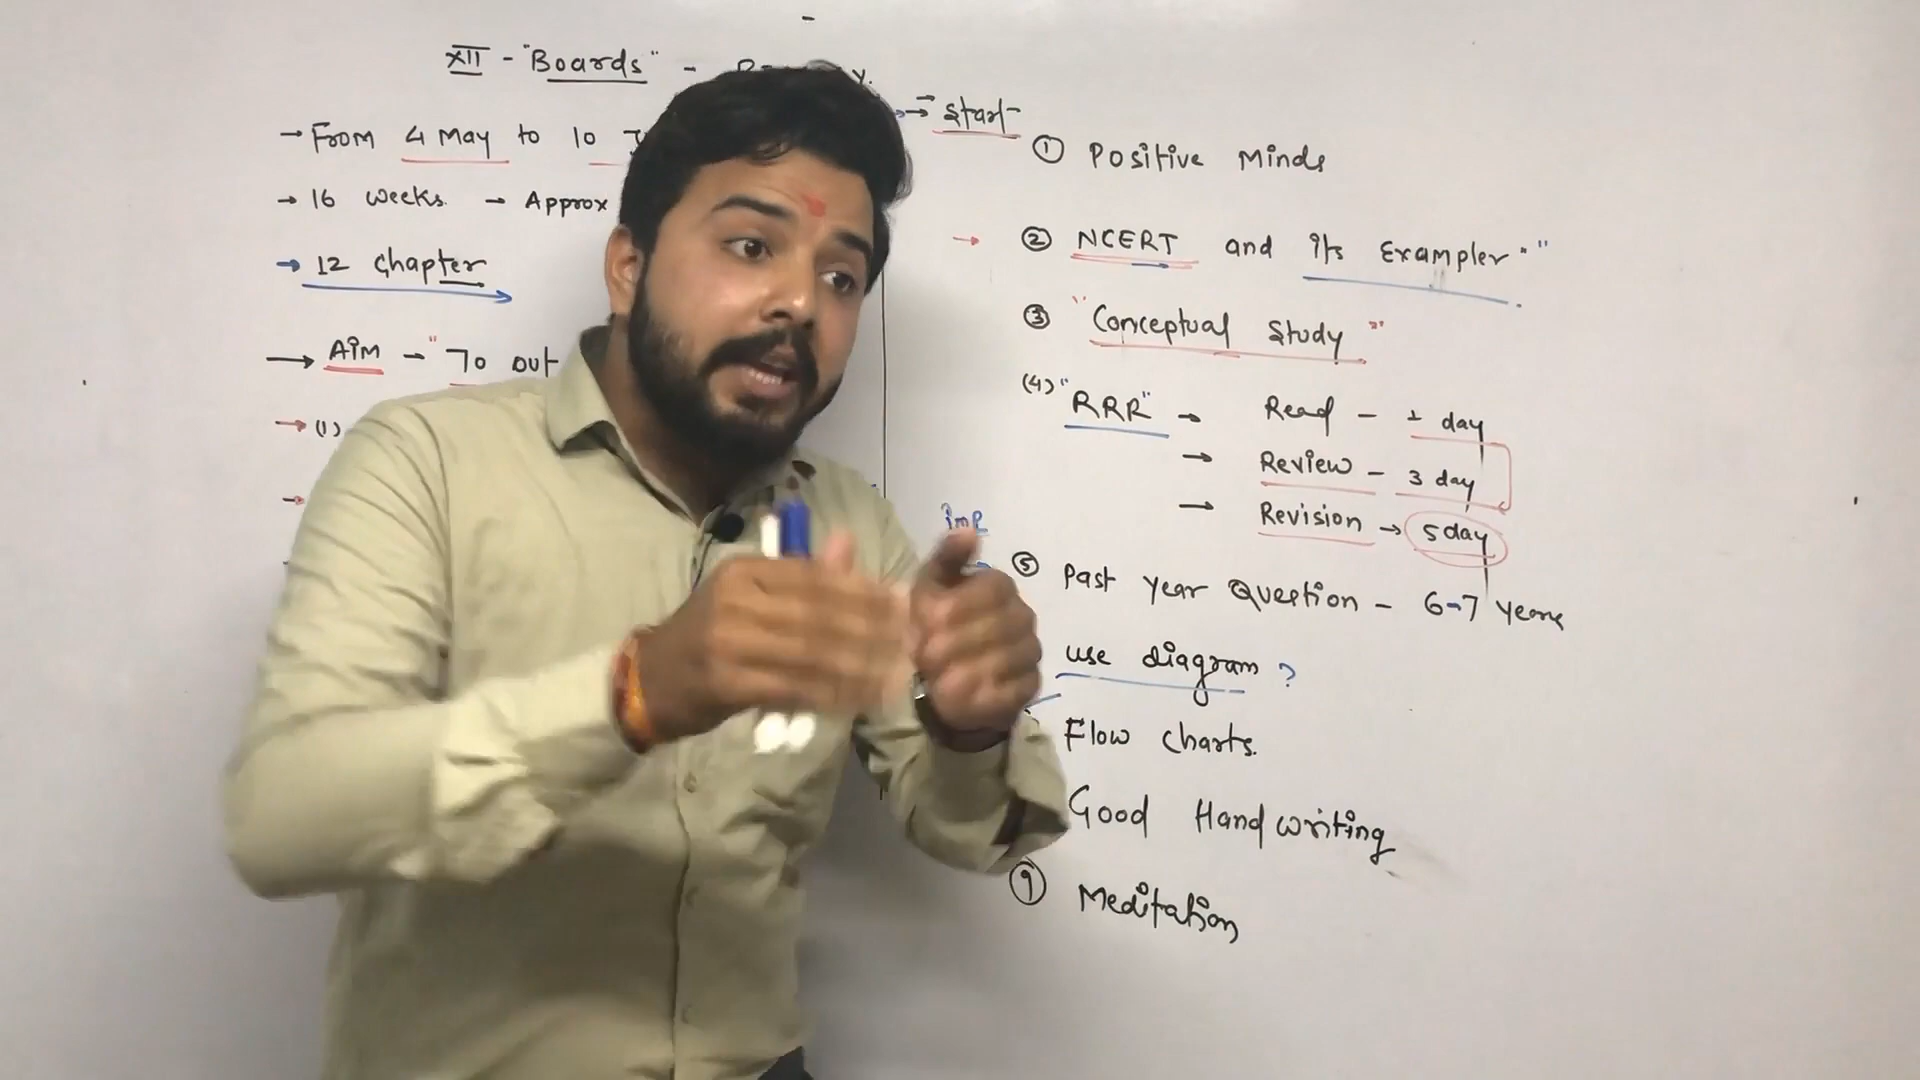 XII - "Boards" -
→ From 4 May to 10
→ 16 weeks. → Approx
→ 12 Chapter
→ AIM - "To out
→ (1)
→ Start
① Positive Minds
→ ② NCERT and its Exampler. "
③ "Conceptual Study"
(4) "RRR" → Read - 1 day
→ Review - 3 day
→ Revision → 5 day
imp
⑤ Past Year Question - 6-7 years
use diagram ?
Flow Charts.
Good Handwriting
⑨ Meditation